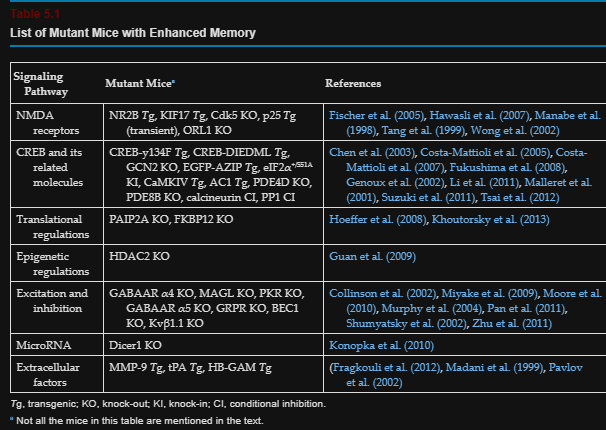 Table 5.1
List of Mutant Mice with Enhanced Memory
Signaling
Pathway
Mutant Miceª
References
NMDA
receptors
NR2B Tg, KIF17 Tg, Cdk5 KO, p25 Tg
(transient), ORL1 KO
Fischer et al. (2005), Hawasli et al. (2007), Manabe et al.
(1998), Tang et al. (1999), Wong et al. (2002)
CREB and its
related
molecules
CREB-y134F Tg, CREB-DIEDML Tg,
GCN2 KO, EGFP-AZIP Tg, eIF2α+/S51A
KI, CaMKIV Tg, AC1 Tg, PDE4D KO,
PDE8B KO, calcineurin CI, PP1 CI
Chen et al. (2003), Costa-Mattioli et al. (2005), Costa-
Mattioli et al. (2007), Fukushima et al. (2008),
Genoux et al. (2002), Li et al. (2011), Malleret et al.
(2001), Suzuki et al. (2011), Tsai et al. (2012)
Translational
regulations
PAIP2A KO, FKBP12 KO
Hoeffer et al. (2008), Khoutorsky et al. (2013)
Epigenetic
regulations
HDAC2 KO
Guan et al. (2009)
Excitation and
inhibition
GABAAR α4 KO, MAGL KO, PKR KO,
GABAAR α5 KO, GRPR KO, BEC1
KO, Kvβ1.1 KO
Collinson et al. (2002), Miyake et al. (2009), Moore et al.
(2010), Murphy et al. (2004), Pan et al. (2011),
Shumyatsky et al. (2002), Zhu et al. (2011)
MicroRNA
Dicer1 KO
Konopka et al. (2010)
Extracellular
factors
MMP-9 Tg, tPA Tg, HB-GAM Tg
(Fragkouli et al. (2012), Madani et al. (1999), Pavlov
et al. (2002)
Tg, transgenic; KO, knock-out; KI, knock-in; CI, conditional inhibition.
ª Not all the mice in this table are mentioned in the text.